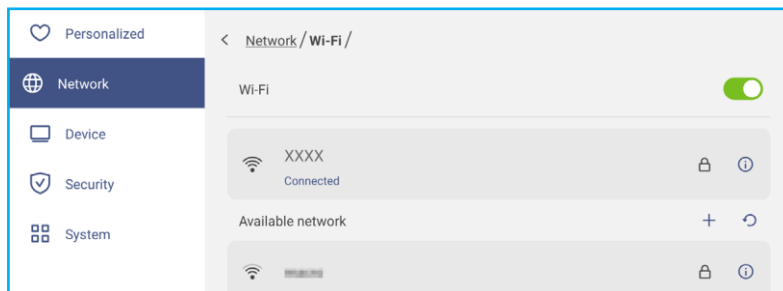 Personalized
Network
Device
Security
System
Network/Wi-Fi/
Wi-Fi
XXXX
Connected
Available network